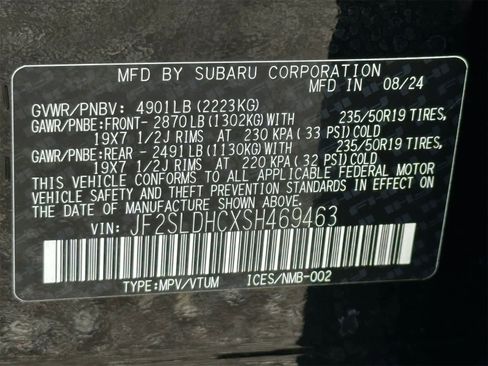 MFD BY SUBARU CORPORATION
MFD IN 08/24
GVWR/PNBV: 4901LB(2223KG)
GAWR/PNBE:FRONT-2870LB(1302KG)WITH 235/50R19 TIRES,
19X7 1/2J RIMS AT 230 KPA(33 PSI)COLD
GAWR/PNBE:REAR -2491LB(1130KG)WITH 235/50R19 TIRES,
19X7 1/2J RIMS AT 220 KPA(32 PSI)COLD
THIS VEHICLE CONFORMS TO ALL APPLICABLE FEDERAL MOTOR
VEHICLE SAFETY AND THEFT PREVENTION STANDARDS IN EFFECT
ON THE DATE OF MANUFACTURE SHOWN ABOVE.
VIN: JF2SLDHCXSH469463
TYPE:MPV/VTUM ICES/NMB-002